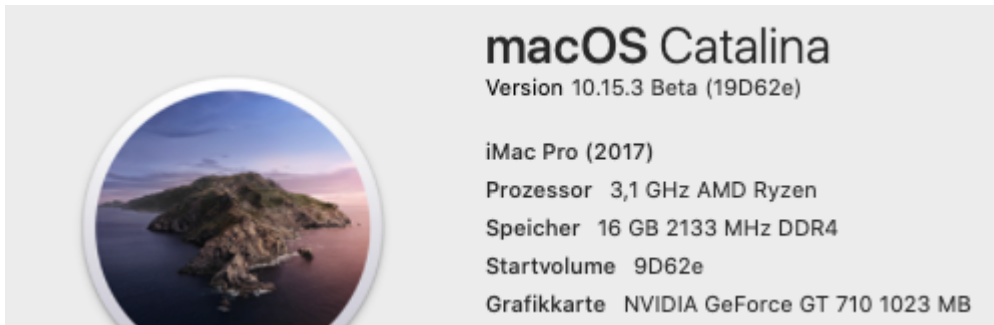 macOS Catalina
Version 10.15.3 Beta (19D62e)
iMac Pro (2017)
Prozessor 3,1 GHz AMD Ryzen
Speicher 16 GB 2133 MHz DDR4
Startvolume 9D62e
Grafikkarte NVIDIA GeForce GT 710 1023 MB